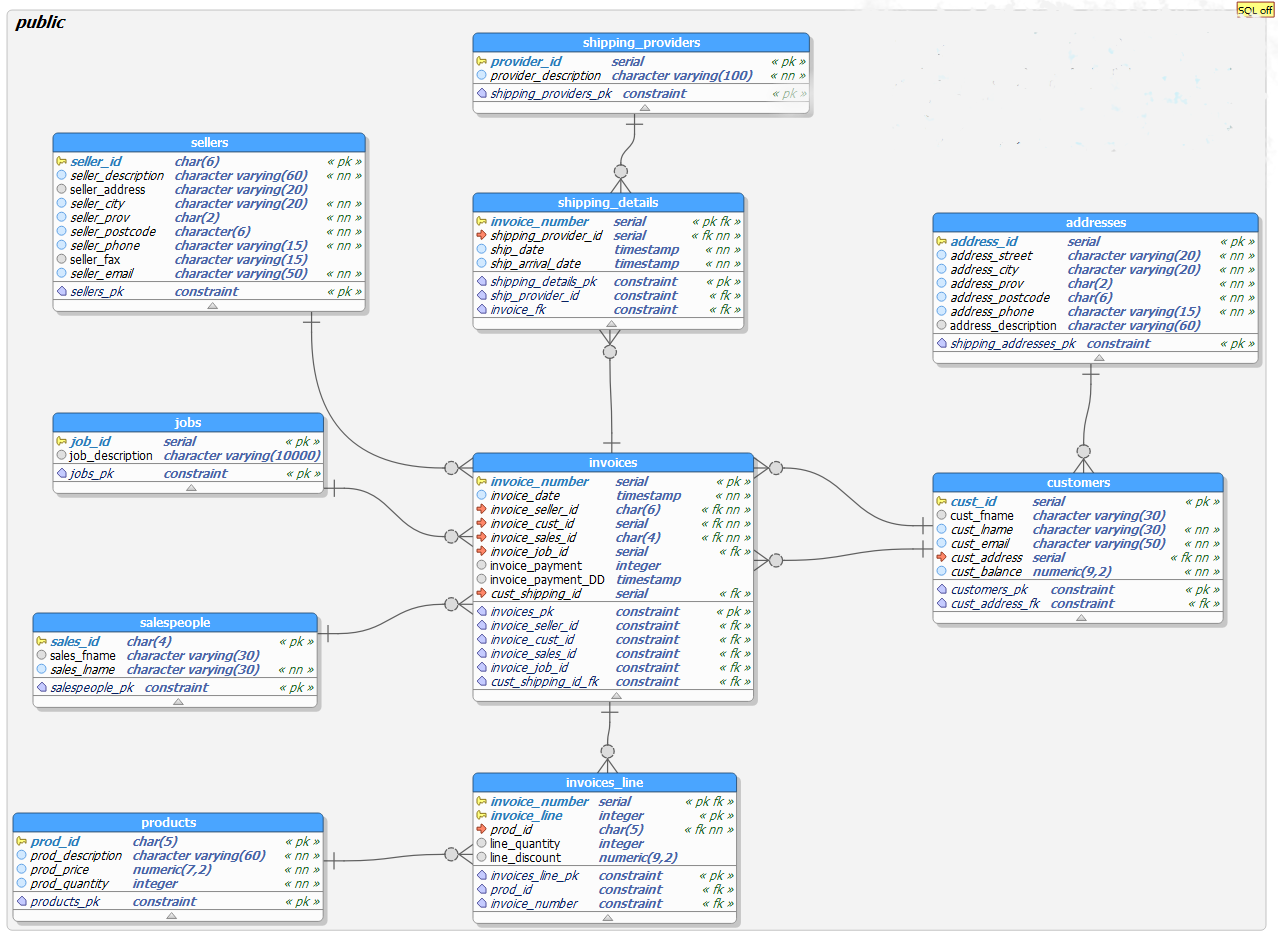 public
SQL off
shipping_providers
provider_id serial « pk »
provider_description character varying(100) « nn »
shipping_providers_pk constraint « pk »
sellers
seller_id char(6) « pk »
seller_description character varying(60) « nn »
seller_address character varying(20)
seller_city character varying(20) « nn »
seller_prov char(2) « nn »
seller_postcode character(6) « nn »
seller_phone character varying(15) « nn »
seller_fax character varying(15)
seller_email character varying(50) « nn »
sellers_pk constraint « pk »
shipping_details
invoice_number serial « pk fk »
shipping_provider_id serial « fk nn »
ship_date timestamp « nn »
ship_arrival_date timestamp « nn »
shipping_details_pk constraint « pk »
ship_provider_id constraint « fk »
invoice_fk constraint « fk »
addresses
address_id serial « pk »
address_street character varying(20) « nn »
address_city character varying(20) « nn »
address_prov char(2) « nn »
address_postcode char(6) « nn »
address_phone character varying(15) « nn »
address_description character varying(60)
shipping_addresses_pk constraint « pk »
jobs
job_id serial « pk »
job_description character varying(10000)
jobs_pk constraint « pk »
invoices
invoice_number serial « pk »
invoice_date timestamp « nn »
invoice_seller_id char(6) « fk nn »
invoice_cust_id serial « fk nn »
invoice_sales_id char(4) « fk nn »
invoice_job_id serial « fk »
invoice_payment integer
invoice_payment_DD timestamp
cust_shipping_id serial « fk »
invoices_pk constraint « pk »
invoice_seller_id constraint « fk »
invoice_cust_id constraint « fk »
invoice_sales_id constraint « fk »
invoice_job_id constraint « fk »
cust_shipping_id_fk constraint « fk »
customers
cust_id serial « pk »
cust_fname character varying(30)
cust_lname character varying(30) « nn »
cust_email character varying(50) « nn »
cust_address serial « fk nn »
cust_balance numeric(9,2) « nn »
customers_pk constraint « pk »
cust_address_fk constraint « fk »
salespeople
sales_id char(4) « pk »
sales_fname character varying(30)
sales_lname character varying(30) « nn »
salespeople_pk constraint « pk »
invoices_line
invoice_number serial « pk fk »
invoice_line integer « pk »
prod_id char(5) « fk nn »
line_quantity integer
line_discount numeric(9,2)
invoices_line_pk constraint « pk »
prod_id constraint « fk »
invoice_number constraint « fk »
products
prod_id char(5) « pk »
prod_description character varying(60) « nn »
prod_price numeric(7,2) « nn »
prod_quantity integer « nn »
products_pk constraint « pk »